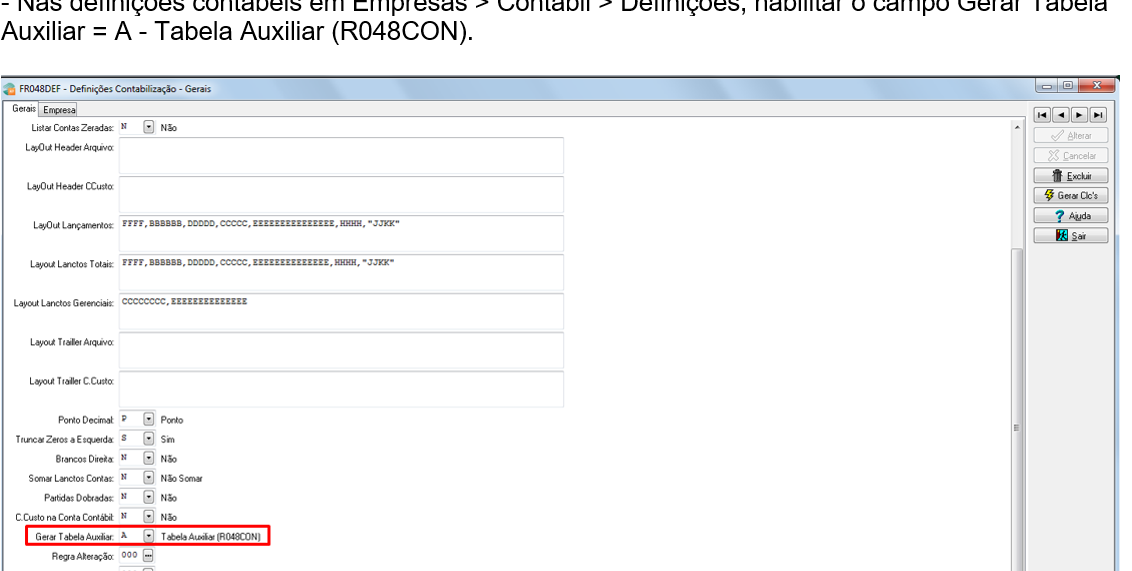 - Nas definições contábeis em Empresas > Contábil > Definições, habilitar o campo Gerar Tabela
Auxiliar = A - Tabela Auxiliar (R048CON).
FR048DEF - Definições Contabilização - Gerais
Gerais Empresa
Listar Contas Zeradas: N Não
LayOut Header Arquivo:
LayOut Header CCusto:
LayOut Lançamentos: FFFF,BBBBBB,DDDDD,CCCCC,EEEEEEEEEEEEEEE,HHHH,"JJKK"
Layout Lanctos Totais: FFFF,BBBBBB,DDDDD,CCCCC,EEEEEEEEEEEEEE,HHHH,"JJKK"
Layout Lanctos Gerenciais: CCCCCCCC,EEEEEEEEEEEEEE
Layout Trailler Arquivo:
Layout Trailler C.Custo:
Ponto Decimal: P Ponto
Truncar Zeros a Esquerda: S Sim
Brancos Direita: N Não
Somar Lanctos Contas: N Não Somar
Partidas Dobradas: N Não
C.Custo na Conta Contábil: N Não
Gerar Tabela Auxiliar: A Tabela Auxiliar (R048CON)
Regra Alteração: 000
Alterar
Cancelar
Excluir
Gerar Clc's
Ajuda
Sair